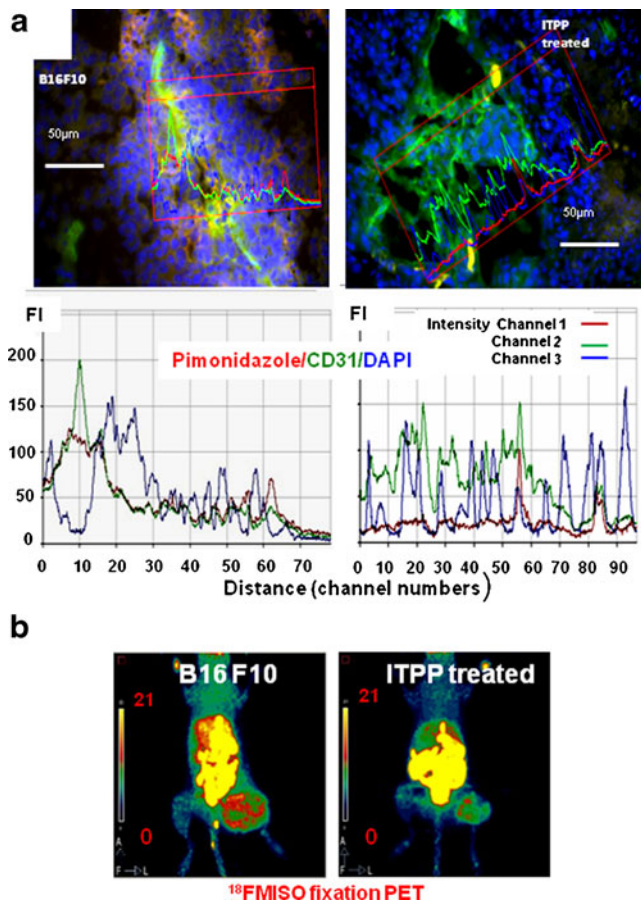 a
B16F10
50µm
ITPP
treated
50µm
FI
200
150
100
50
0
0 10 20 30 40 50 60 70
FI
Intensity Channel 1
Channel 2
Channel 3
Pimonidazole/CD31/DAPI
0 10 20 30 40 50 60 70 80 90
Distance (channel numbers)
b
B16 F10
21
0
A
F L
ITPP treated
21
0
A
F L
18FMISO fixation PET